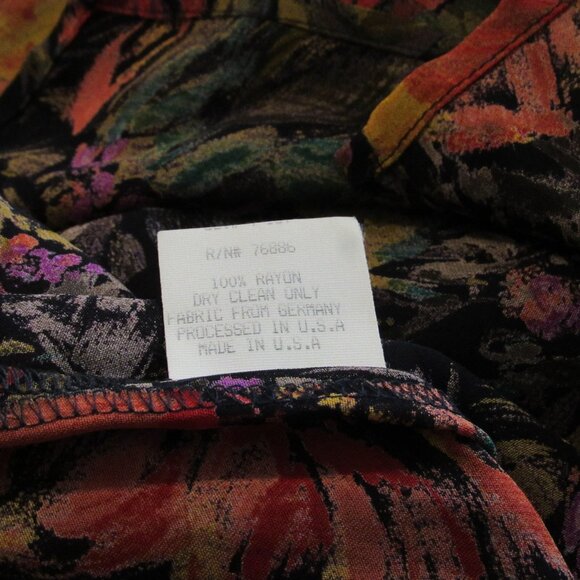 R/N# 76886
100% RAYON
DRY CLEAN ONLY
FABRIC FROM GERMANY
PROCESSED IN U.S.A
MADE IN U.S.A